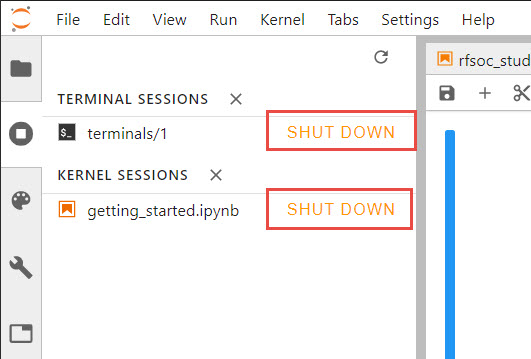 File Edit View Run Kernel Tabs Settings Help
rfsoc_stud
TERMINAL SESSIONS
$_ terminals/1 SHUT DOWN
KERNEL SESSIONS
getting_started.ipynb SHUT DOWN